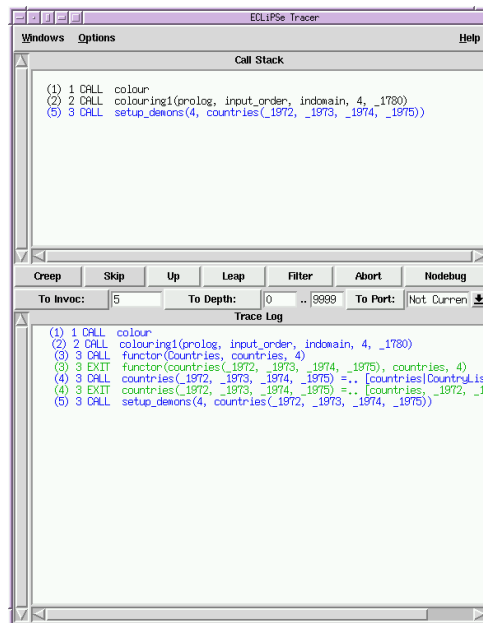 ECLiPSe Tracer
Windows Options Help
Call Stack
(1) 1 CALL colour
(2) 2 CALL colouring1(prolog, input_order, indomain, 4, _1780)
(5) 3 CALL setup_demons(4, countries(_1972, _1973, _1974, _1975))
Creep Skip Up Leap Filter Abort Nodebug
To Invoc: 5 To Depth: 0 .. 9999 To Port: Not Curren
Trace Log
(1) 1 CALL colour
(2) 2 CALL colouring1(prolog, input_order, indomain, 4, _1780)
(3) 3 CALL functor(Countries, countries, 4)
(3) 3 EXIT functor(countries(_1972, _1973, _1974, _1975), countries, 4)
(4) 3 CALL countries(_1972, _1973, _1974, _1975) =.. [countries|CountryLis
(4) 3 EXIT countries(_1972, _1973, _1974, _1975) =.. [countries, _1972, _1
(5) 3 CALL setup_demons(4, countries(_1972, _1973, _1974, _1975))